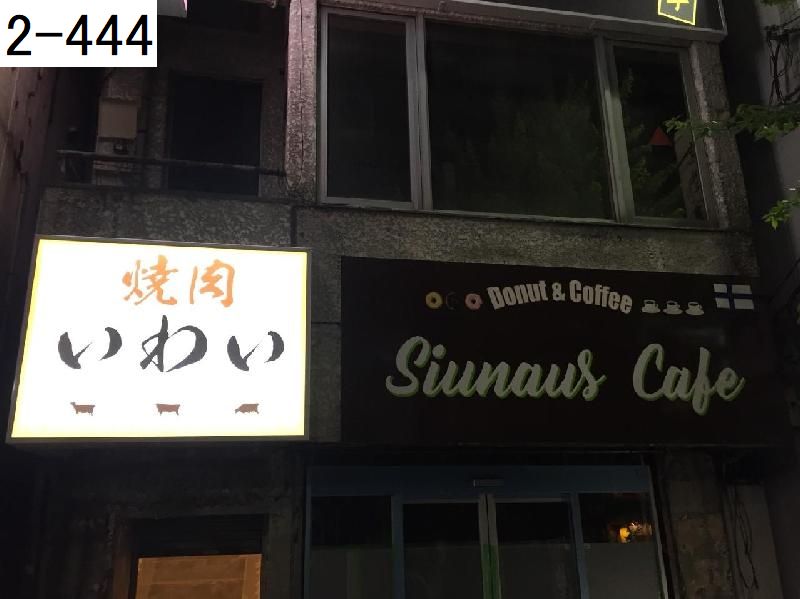 2-444
焼肉
いわい
Donut & Coffee
Siunaus Cafe